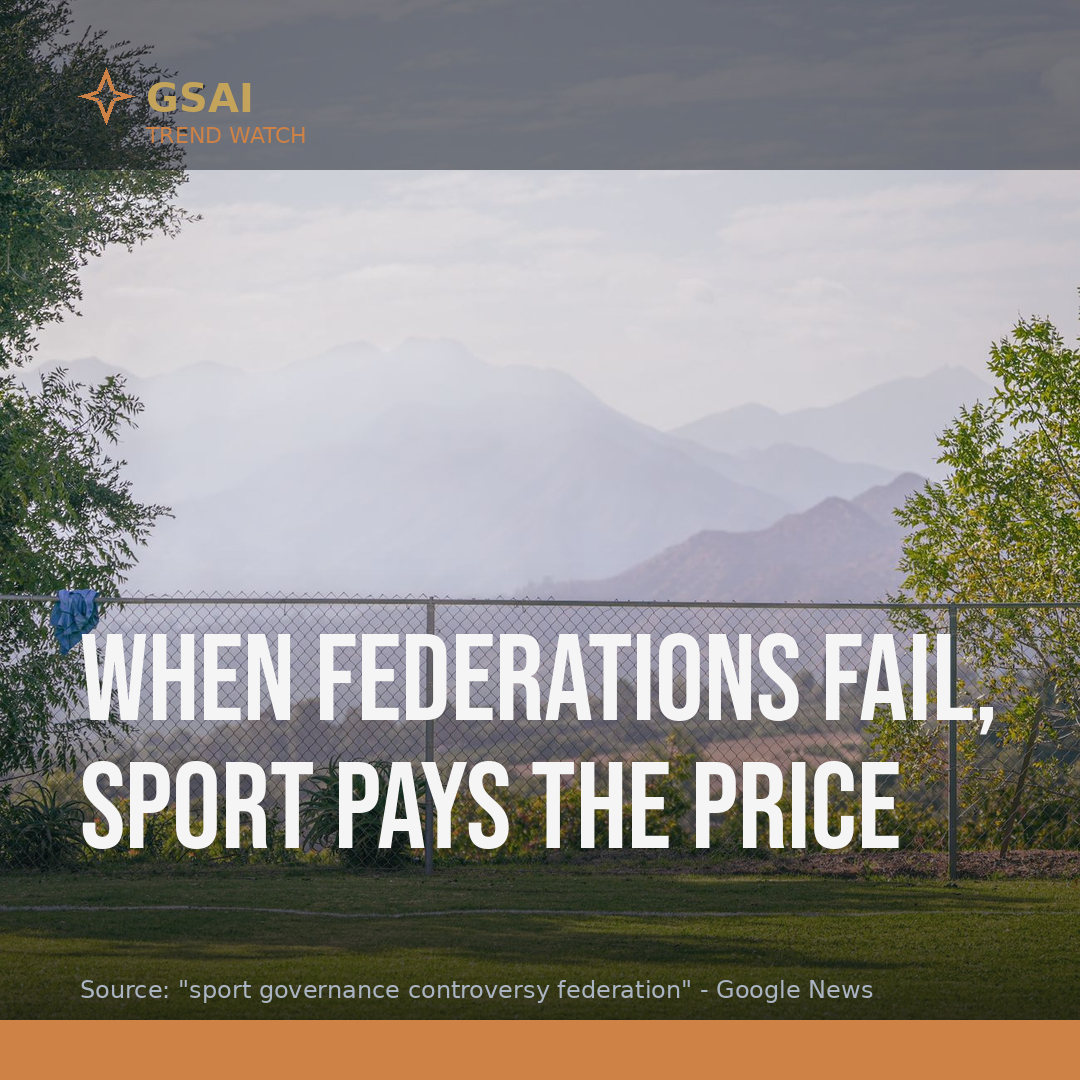 GSAI
TREND WATCH
WHEN FEDERATIONS FAIL,
SPORT PAYS THE PRICE
Source: "sport governance controversy federation" - Google News